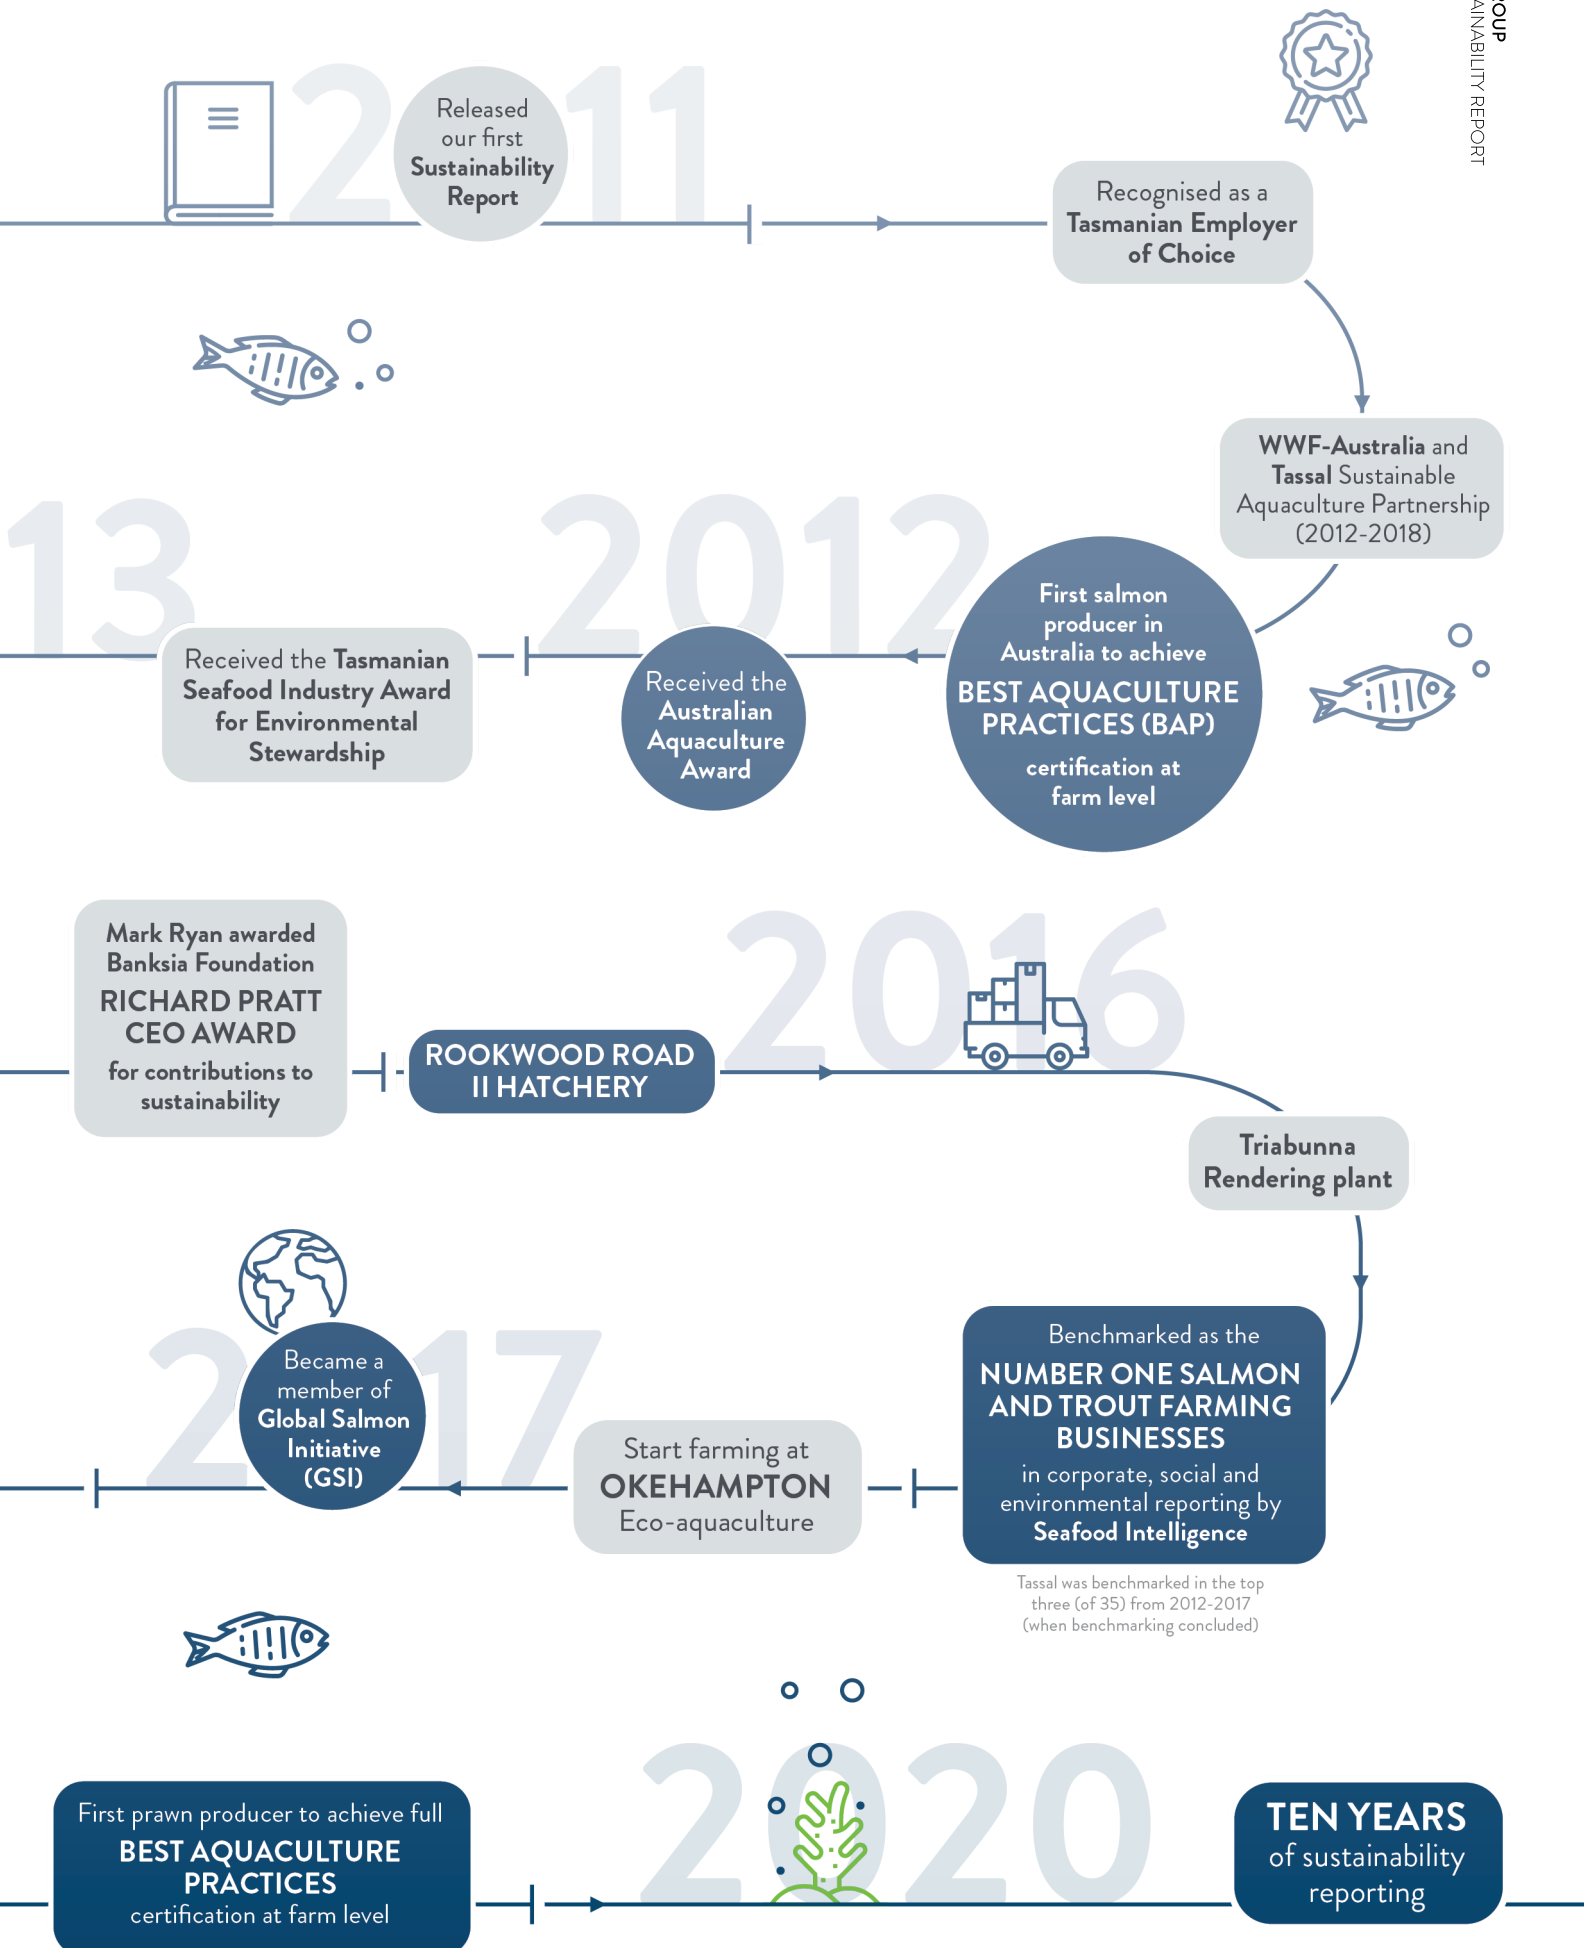 2011
Released
our first
Sustainability
Report
Recognised as a
Tasmanian Employer
of Choice
WWF-Australia and
Tassal Sustainable
Aquaculture Partnership
(2012-2018)
2012
First salmon
producer in
Australia to achieve
BEST AQUACULTURE
PRACTICES (BAP)
certification at
farm level
Received the
Australian
Aquaculture
Award
13
Received the Tasmanian
Seafood Industry Award
for Environmental
Stewardship
Mark Ryan awarded
Banksia Foundation
RICHARD PRATT
CEO AWARD
for contributions to
sustainability
ROOKWOOD ROAD
II HATCHERY
2016
Triabunna
Rendering plant
Benchmarked as the
NUMBER ONE SALMON
AND TROUT FARMING
BUSINESSES
in corporate, social and
environmental reporting by
Seafood Intelligence
Tassal was benchmarked in the top
three (of 35) from 2012-2017
(when benchmarking concluded)
Start farming at
OKEHAMPTON
Eco-aquaculture
2017
Became a
member of
Global Salmon
Initiative
(GSI)
First prawn producer to achieve full
BEST AQUACULTURE
PRACTICES
certification at farm level
2020
TEN YEARS
of sustainability
reporting
REPORT